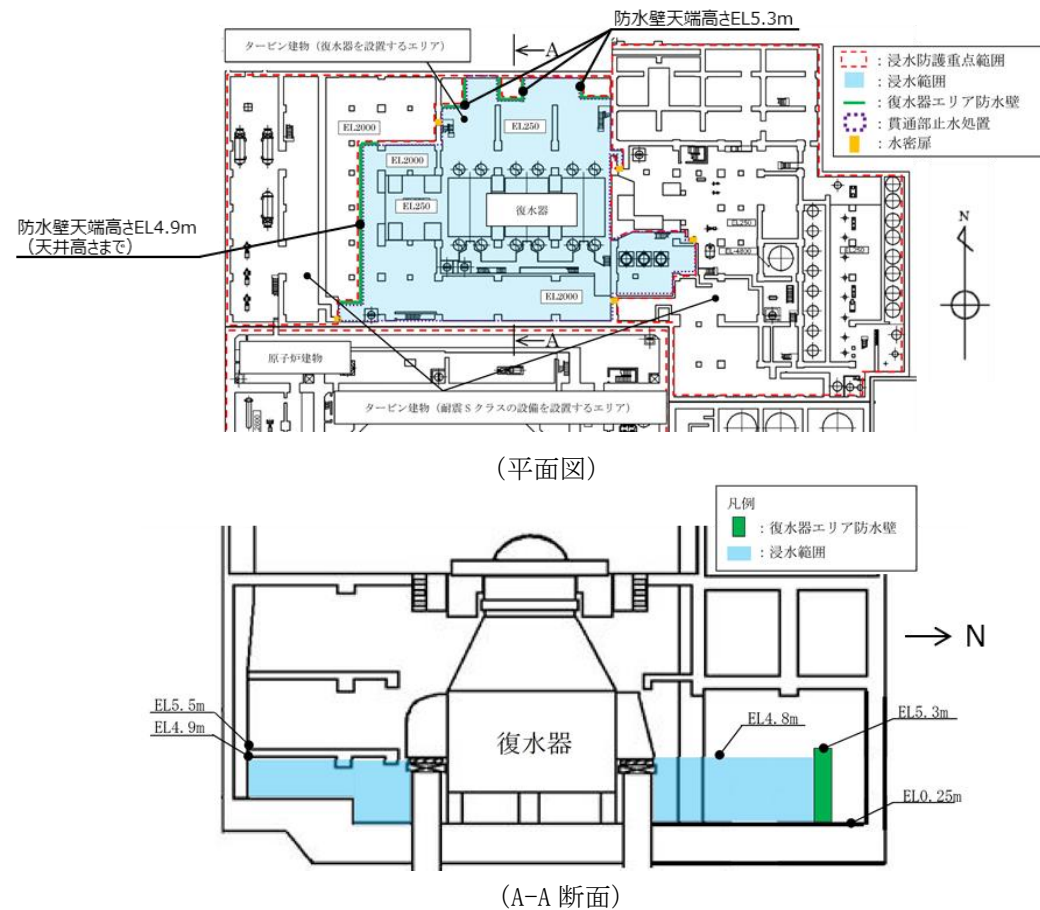 防水壁天端高さEL5.3m
タービン建物（復水器を設置するエリア）
A
：浸水防護重点範囲
：浸水範囲
：復水器エリア防水壁
：貫通部止水処置
：水密扉
EL2000
EL250
EL2000
EL250
復水器
防水壁天端高さEL4.9m
（天井高さまで）
EL250
EL-4800
EL250
N
EL2000
A
原子炉建物
タービン建物（耐震Sクラスの設備を設置するエリア）
（平面図）
凡例
：復水器エリア防水壁
：浸水範囲
N
EL5.5m
EL4.9m
EL4.8m
EL5.3m
復水器
EL0.25m
（A-A 断面）